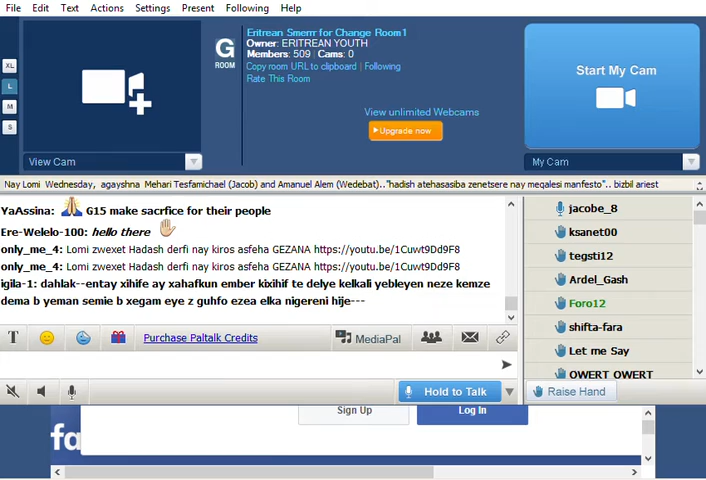 File Edit Text Actions Settings Present Following Help
Eritrean Smerrr for Change Room1
Owner: ERITREAN YOUTH
Members: 509 Cams: 0
Copy room URL to clipboard | Following
Rate This Room
G
ROOM
XL
L
M
S
View unlimited Webcams
Upgrade now
Start My Cam
View Cam
My Cam
Nay Lomi Wednesday, agayshna Mehari Tesfamichael (Jacob) and Amanuel Alem (Wedebat).."hadish atehasasiba zenetsere nay meqalesi manfesto".. bizbil ariest
YaAssina: G15 make sacrfice for their people
Ere-Welelo-100: hello there
only_me_4: Lomi zwexet Hadash derfi nay kiros asfeha GEZANA https://youtu.be/1Cuwt9Dd9F8
only_me_4: Lomi zwexet Hadash derfi nay kiros asfeha GEZANA https://youtu.be/1Cuwt9Dd9F8
igila-1: dahlak--entay xihife ay xahafkun ember kixihif te delye kelkali yebleyen neze kemze
dema b yeman semie b xegam eye z guhfo ezea elka nigereni hije---
jacobe_8
ksanet00
tegsti12
Ardel_Gash
Foro12
shifta-fara
Let me Say
OWERT OWERT
T
Purchase Paltalk Credits
MediaPal
Hold to Talk
Raise Hand
Sign Up
Log In
fa